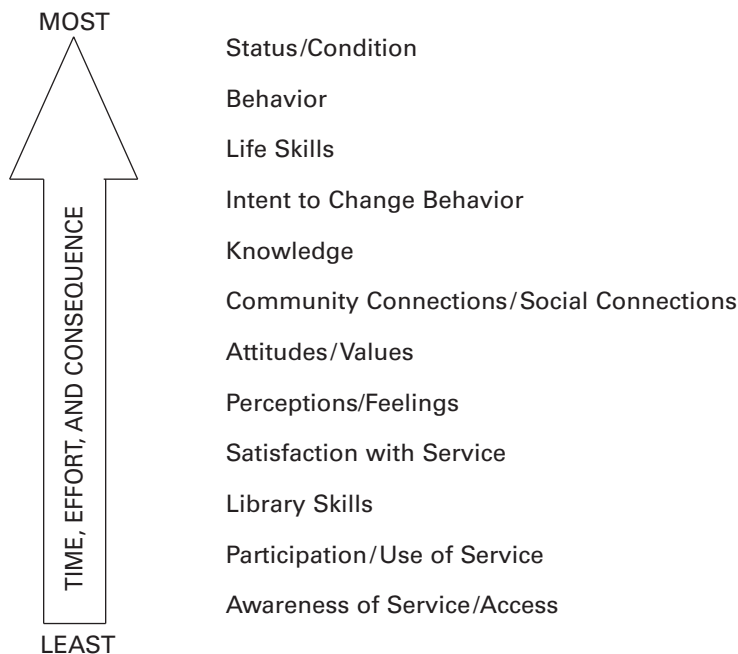 MOST
Status/Condition
Behavior
Life Skills
Intent to Change Behavior
Knowledge
Community Connections/Social Connections
Attitudes/Values
Perceptions/Feelings
Satisfaction with Service
Library Skills
Participation/Use of Service
Awareness of Service/Access
TIME, EFFORT, AND CONSEQUENCE
LEAST